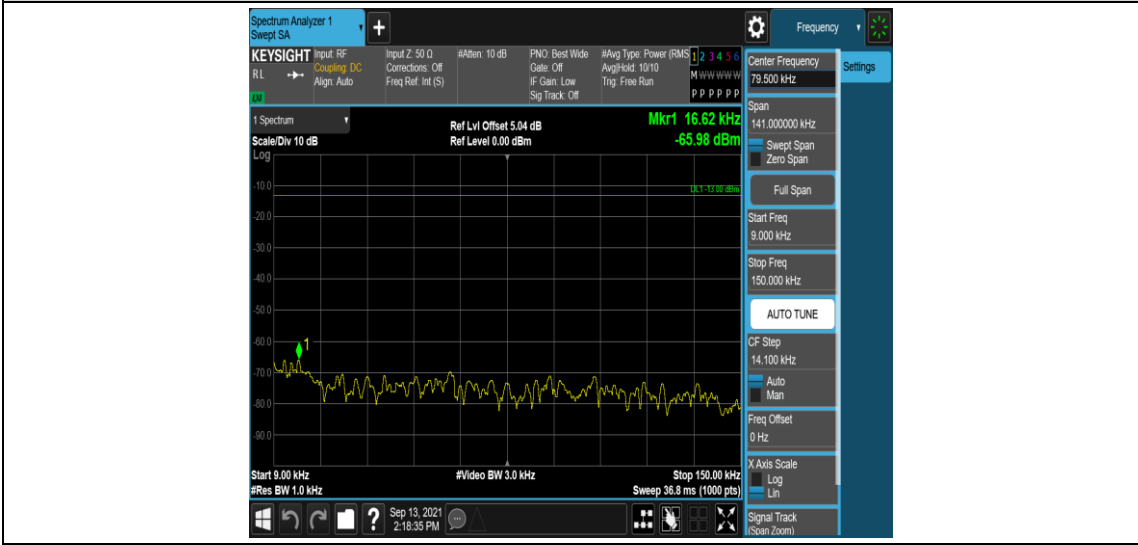 Spectrum Analyzer 1
Swept SA
+
Frequency
KEYSIGHT
RL
LM
Input: RF
Coupling: DC
Align: Auto
Input Z: 50 Ω
Corrections: Off
Freq Ref: Int (S)
#Atten: 10 dB
PNO: Best Wide
Gate: Off
IF Gain: Low
Sig Track: Off
#Avg Type: Power (RMS
Avg|Hold: 10/10
Trig: Free Run
1 2 3 4 5 6
M W W W W W
P P P P P P
1 Spectrum
Scale/Div 10 dB
Log
Ref Lvl Offset 5.04 dB
Ref Level 0.00 dBm
Mkr1 16.62 kHz
-65.98 dBm
DL1 -13.00 dBm
-10.0
-20.0
-30.0
-40.0
-50.0
-60.0
-70.0
-80.0
-90.0
1
Start 9.00 kHz
#Res BW 1.0 kHz
#Video BW 3.0 kHz
Stop 150.00 kHz
Sweep 36.8 ms (1000 pts)
?
Sep 13, 2021
2:18:35 PM
Center Frequency
79.500 kHz
Settings
Span
141.000000 kHz
Swept Span
Zero Span
Full Span
Start Freq
9.000 kHz
Stop Freq
150.000 kHz
AUTO TUNE
CF Step
14.100 kHz
Auto
Man
Freq Offset
0 Hz
X Axis Scale
Log
Lin
Signal Track
(Span Zoom)